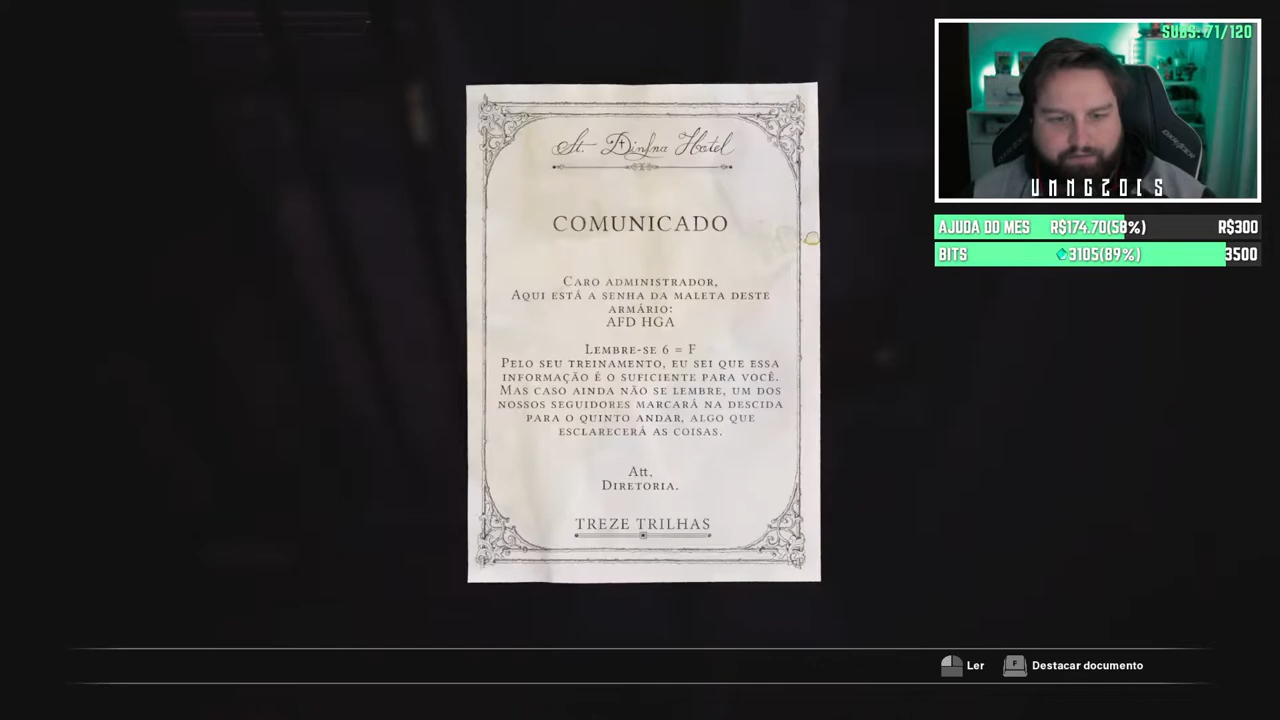 SUBS: 71/120
UMNGZOCS
AJUDA DO MES R$174.70(58%) R$300
BITS 3105(89%) 3500
St. Dinfna Hotel
COMUNICADO
CARO ADMINISTRADOR,
AQUI ESTÁ A SENHA DA MALETA DESTE
ARMÁRIO:
AFD HGA
LEMBRE-SE 6 = F
PELO SEU TREINAMENTO, EU SEI QUE ESSA
INFORMAÇÃO É O SUFICIENTE PARA VOCÊ.
MAS CASO AINDA NÃO SE LEMBRE, UM DOS
NOSSOS SEGUIDORES MARCARÁ NA DESCIDA
PARA O QUINTO ANDAR, ALGO QUE
ESCLARECERÁ AS COISAS.
Att,
DIRETORIA.
TREZE TRILHAS
Ler
F Destacar documento